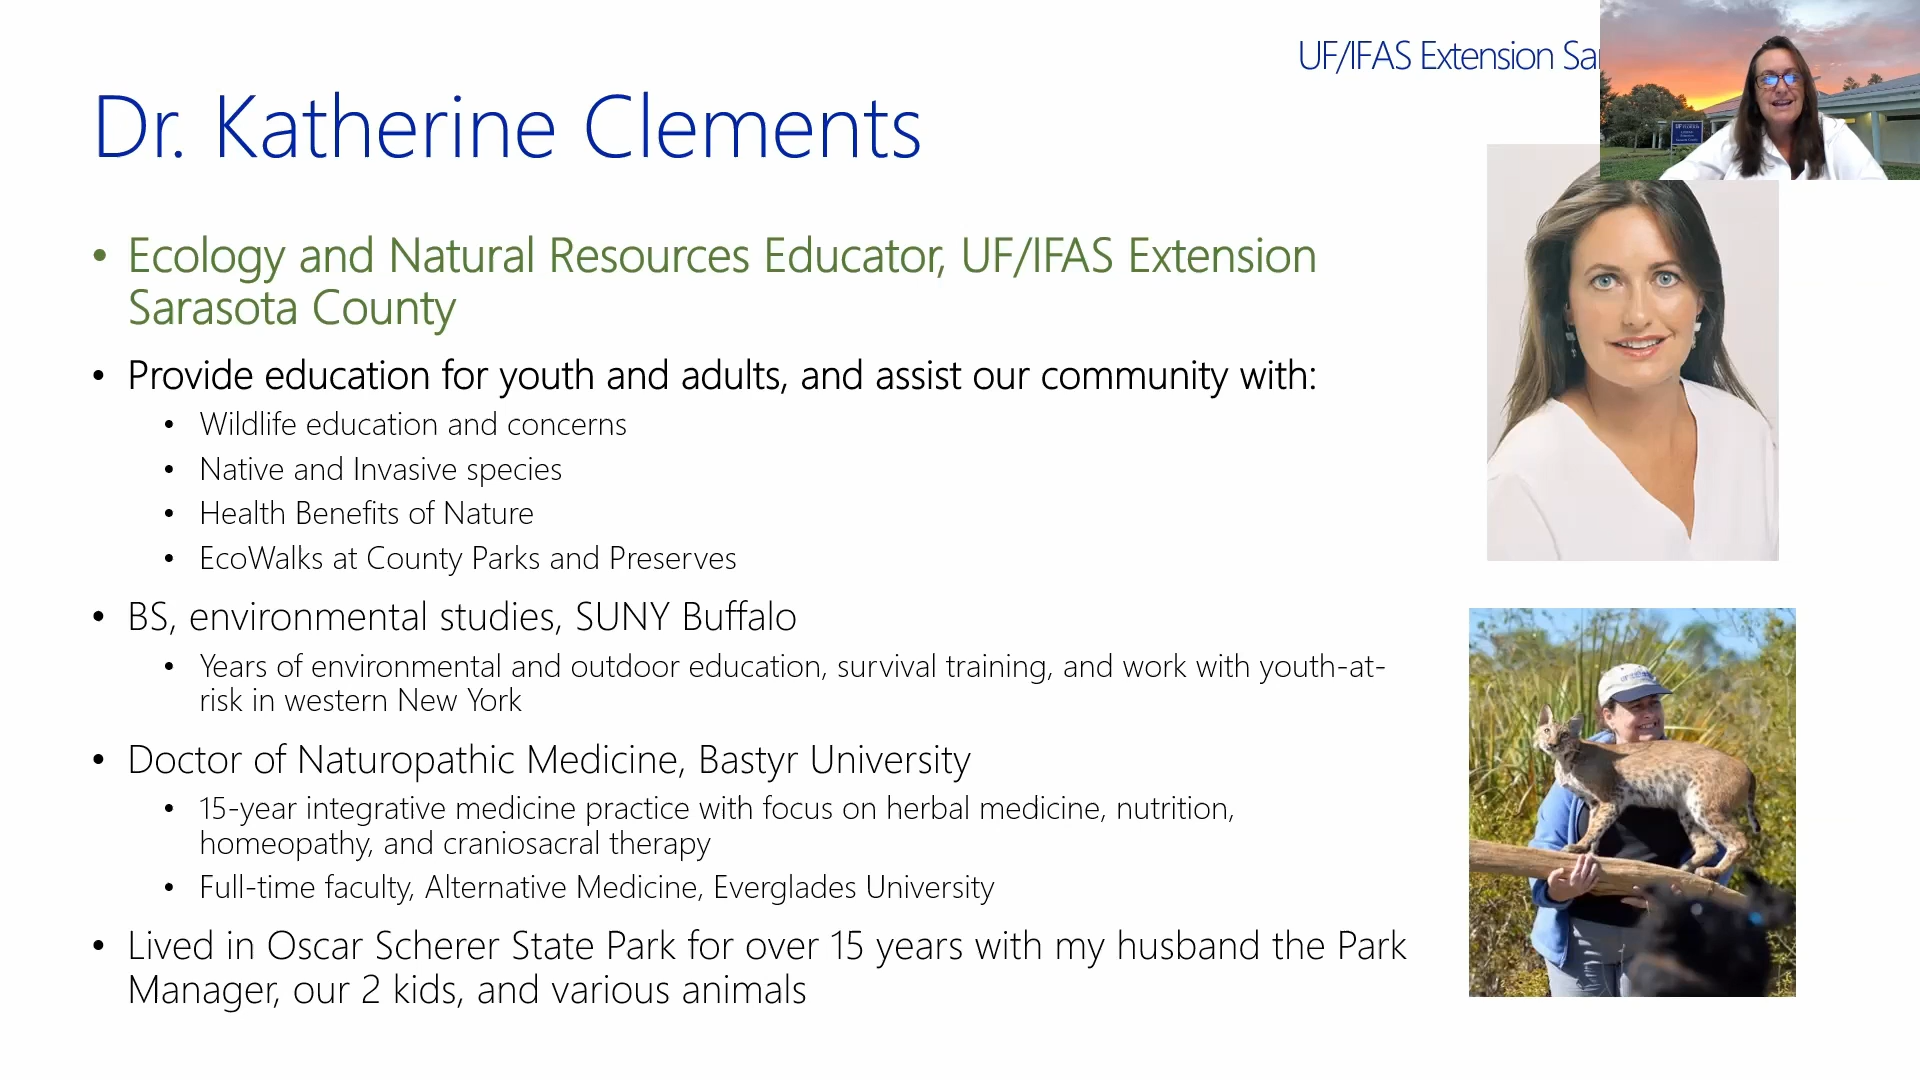 UF/IFAS Extension
Dr. Katherine Clements
• Ecology and Natural Resources Educator, UF/IFAS Extension
Sarasota County
• Provide education for youth and adults, and assist our community with:
• Wildlife education and concerns
• Native and Invasive species
• Health Benefits of Nature
• EcoWalks at County Parks and Preserves
• BS, environmental studies, SUNY Buffalo
• Years of environmental and outdoor education, survival training, and work with youth-at-
risk in western New York
• Doctor of Naturopathic Medicine, Bastyr University
• 15-year integrative medicine practice with focus on herbal medicine, nutrition,
homeopathy, and craniosacral therapy
• Full-time faculty, Alternative Medicine, Everglades University
• Lived in Oscar Scherer State Park for over 15 years with my husband the Park
Manager, our 2 kids, and various animals